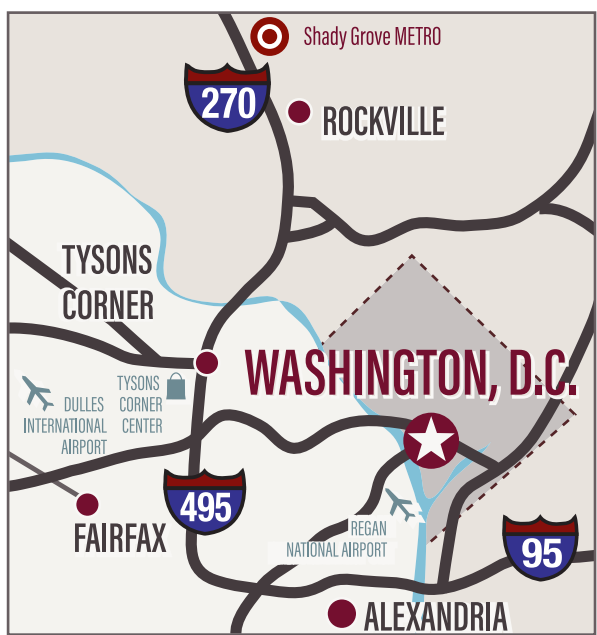 Shady Grove METRO
270
ROCKVILLE
TYSONS
CORNER
WASHINGTON, D.C.
TYSONS
CORNER
CENTER
DULLES
INTERNATIONAL
AIRPORT
495
FAIRFAX
REGAN
NATIONAL AIRPORT
95
ALEXANDRIA